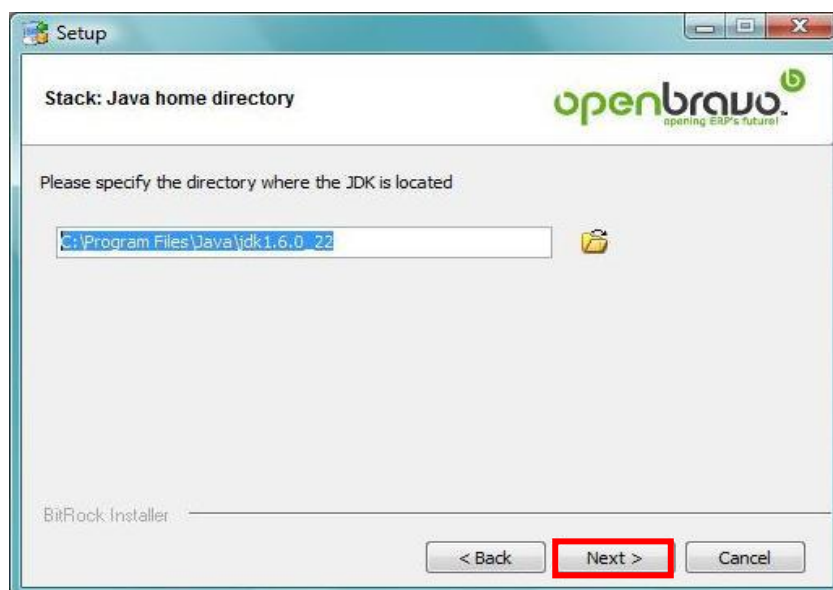 Setup
Stack: Java home directory
openbravo.
opening ERP's future!
Please specify the directory where the JDK is located
C:\Program Files\Java\jdk1.6.0_22
BitRock Installer
< Back Next > Cancel